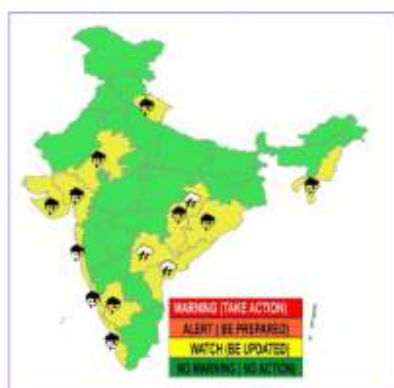 WARNING (TAKE ACTION)
ALERT ( BE PREPARED)
WATCH (BE UPDATED)
NO WARNING ( NO ACTION)